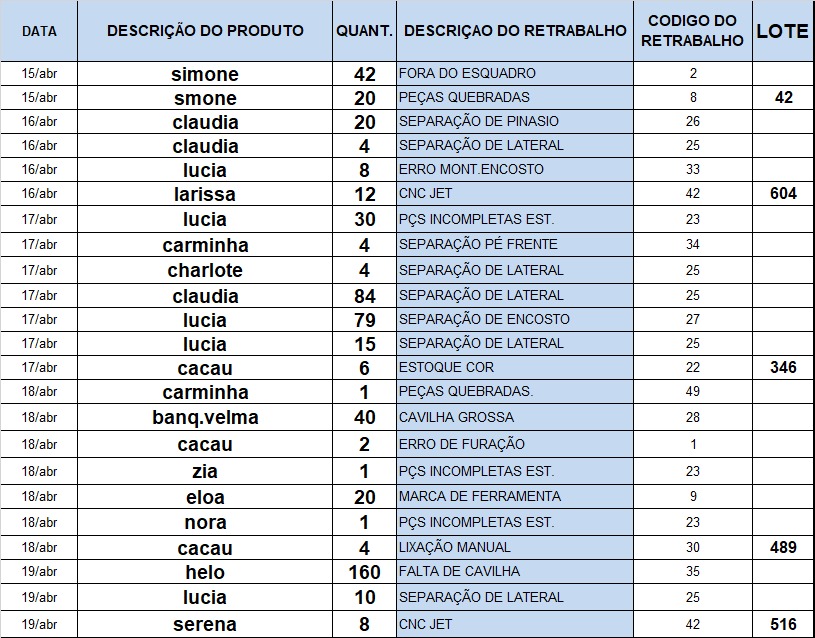 DATA DESCRIÇÃO DO PRODUTO QUANT. DESCRIÇAO DO RETRABALHO CODIGO DO RETRABALHO LOTE
15/abr simone 42 FORA DO ESQUADRO 2
15/abr smone 20 PEÇAS QUEBRADAS 8 42
16/abr claudia 20 SEPARAÇÃO DE PINASIO 26
16/abr claudia 4 SEPARAÇÃO DE LATERAL 25
16/abr lucia 8 ERRO MONT.ENCOSTO 33
16/abr larissa 12 CNC JET 42 604
17/abr lucia 30 PÇS INCOMPLETAS EST. 23
17/abr carminha 4 SEPARAÇÃO PÉ FRENTE 34
17/abr charlote 4 SEPARAÇÃO DE LATERAL 25
17/abr claudia 84 SEPARAÇÃO DE LATERAL 25
17/abr lucia 79 SEPARAÇÃO DE ENCOSTO 27
17/abr lucia 15 SEPARAÇÃO DE LATERAL 25
17/abr cacau 6 ESTOQUE COR 22 346
18/abr carminha 1 PEÇAS QUEBRADAS. 49
18/abr banq.velma 40 CAVILHA GROSSA 28
18/abr cacau 2 ERRO DE FURAÇÃO 1
18/abr zia 1 PÇS INCOMPLETAS EST. 23
18/abr eloa 20 MARCA DE FERRAMENTA 9
18/abr nora 1 PÇS INCOMPLETAS EST. 23
18/abr cacau 4 LIXAÇÃO MANUAL 30 489
19/abr helo 160 FALTA DE CAVILHA 35
19/abr lucia 10 SEPARAÇÃO DE LATERAL 25
19/abr serena 8 CNC JET 42 516